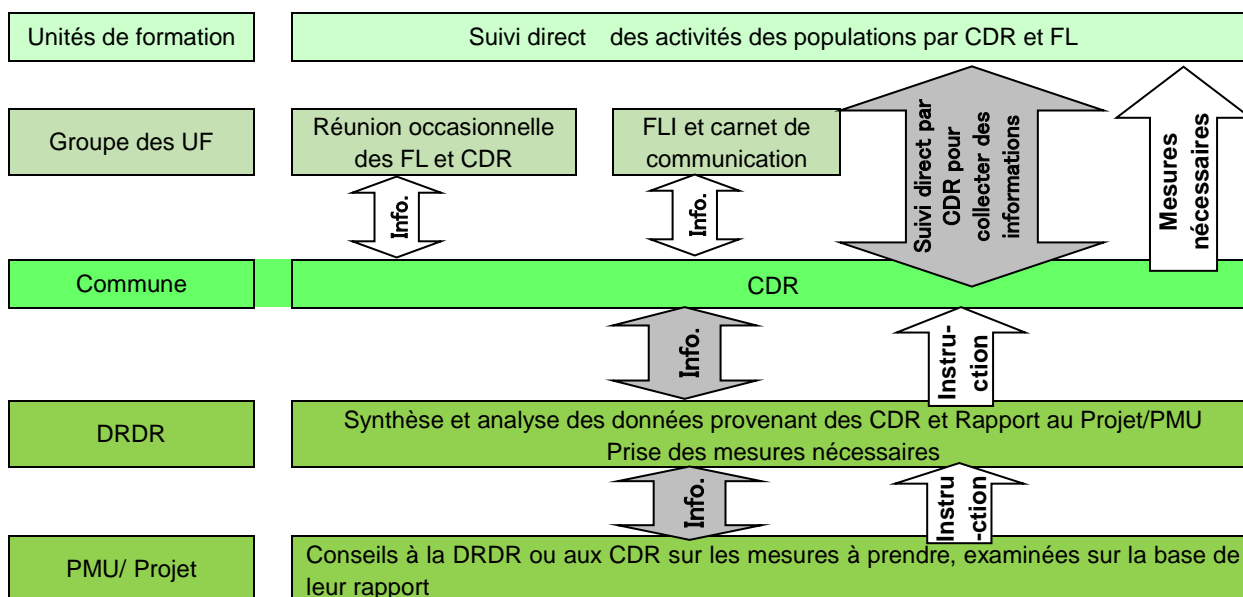 Unités de formation
Suivi direct des activités des populations par CDR et FL
Groupe des UF
Réunion occasionnelle
des FL et CDR
FLI et carnet de
communication
Suivi direct par
CDR pour
collecter des
informations
Mesures
nécessaires
Info.
Info.
Commune
CDR
Info.
Instru-
ction
DRDR
Synthèse et analyse des données provenant des CDR et Rapport au Projet/PMU
Prise des mesures nécessaires
Info.
Instru
-ction
PMU/ Projet
Conseils à la DRDR ou aux CDR sur les mesures à prendre, examinées sur la base de
leur rapport